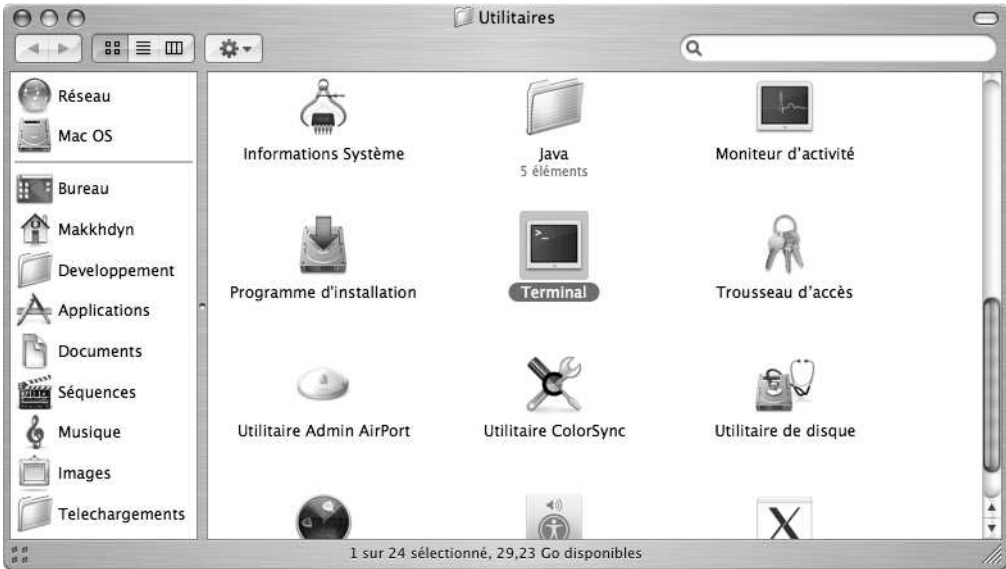 Utilitaires
Réseau
Mac OS
Bureau
Makkhdyn
Developpement
Applications
Documents
Séquences
Musique
Images
Telechargements
Informations Système
Java
5 éléments
Moniteur d'activité
Programme d'installation
>_
Terminal
Trousseau d'accès
Utilitaire Admin AirPort
Utilitaire ColorSync
Utilitaire de disque
X
1 sur 24 sélectionné, 29,23 Go disponibles